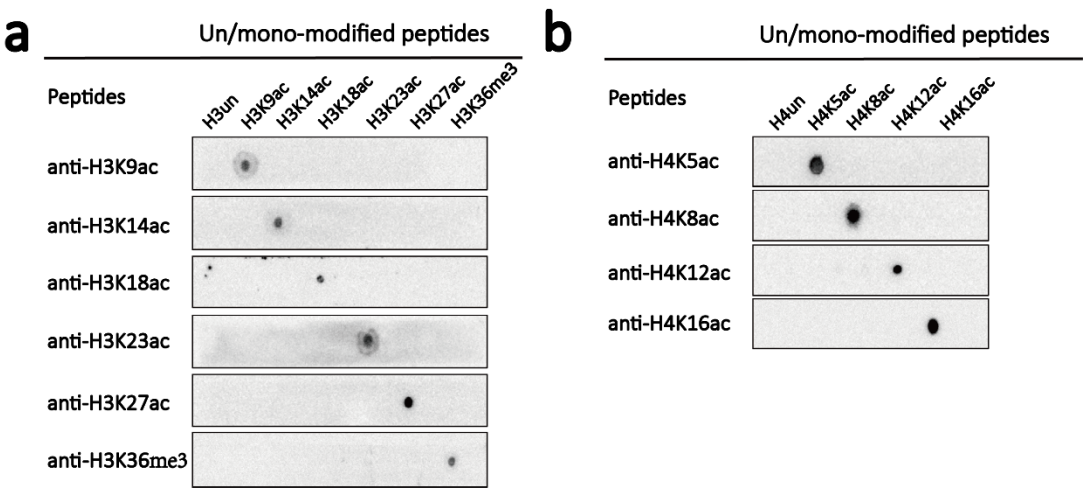 a
Un/mono-modified peptides
Peptides
H3un
H3K9ac
H3K14ac
H3K18ac
H3K23ac
H3K27ac
H3K36me3
anti-H3K9ac
anti-H3K14ac
anti-H3K18ac
anti-H3K23ac
anti-H3K27ac
anti-H3K36me3
b
Un/mono-modified peptides
Peptides
H4un
H4K5ac
H4K8ac
H4K12ac
H4K16ac
anti-H4K5ac
anti-H4K8ac
anti-H4K12ac
anti-H4K16ac